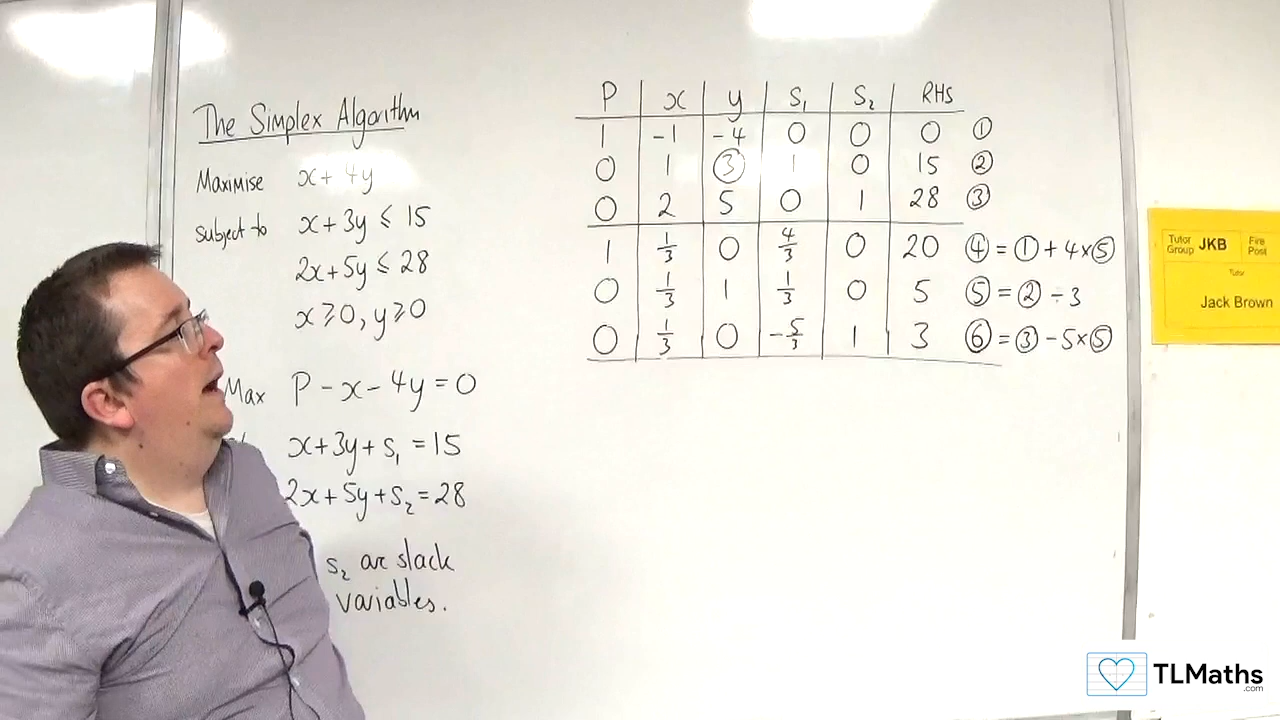 The Simplex Algorithm
Maximise x + 4y
subject to x + 3y ≤ 15
2x + 5y ≤ 28
x ≥ 0, y ≥ 0
Max P - x - 4y = 0
x + 3y + s₁ = 15
2x + 5y + s₂ = 28
s₂ are slack
variables.
P x y s₁ s₂ RHS
1 -1 -4 0 0 0 ①
0 1 ③ 1 0 15 ②
0 2 5 0 1 28 ③
1 1/3 0 4/3 0 20 ④ = ① + 4×⑤
0 1/3 1 1/3 0 5 ⑤ = ② ÷ 3
0 1/3 0 -5/3 1 3 ⑥ = ③ - 5×⑤
Tutor
Group JKB
Fire
Tutor
Jack Brown
TLMaths
.com